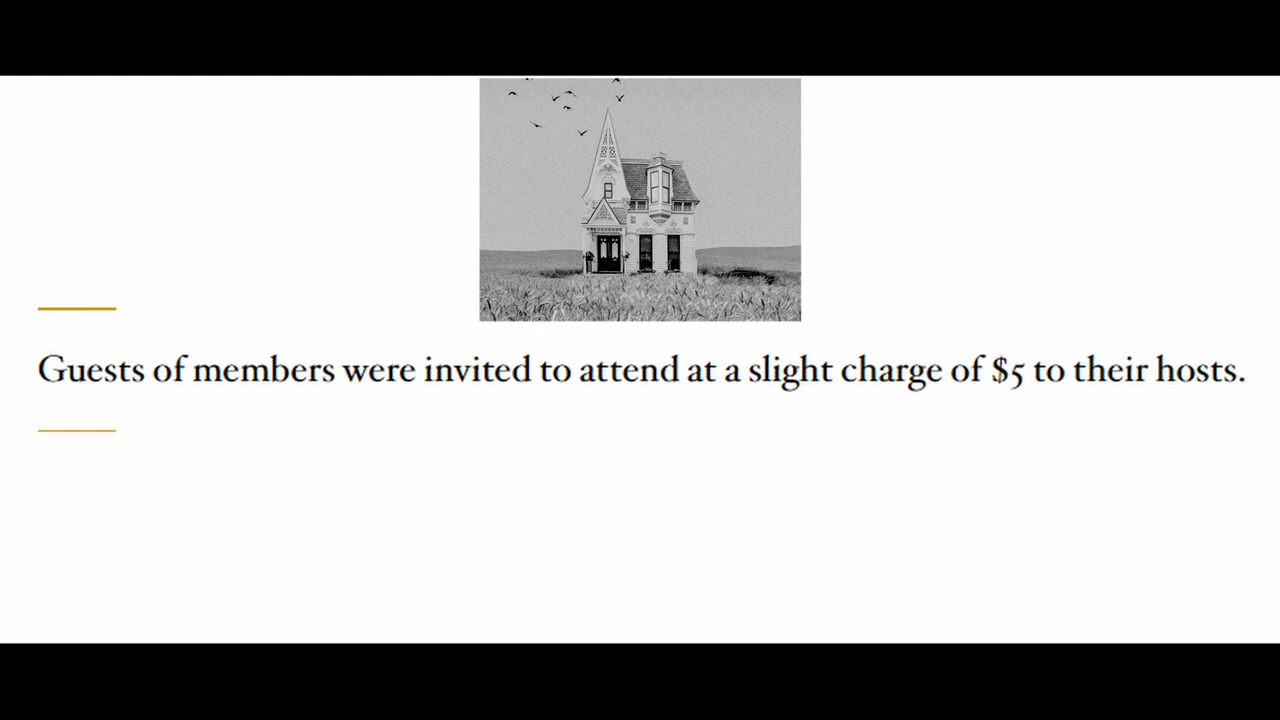 Guests of members were invited to attend at a slight charge of $5 to their hosts.